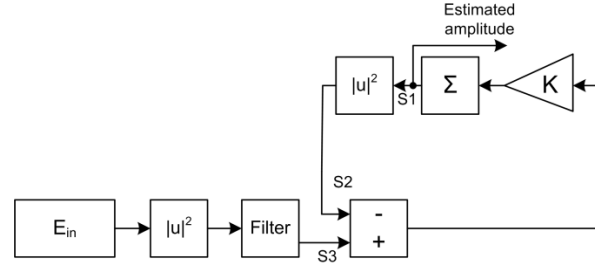 Estimated
amplitude
|u|²
S1
Σ
K
S2
E_in
|u|²
Filter
S3
-
+